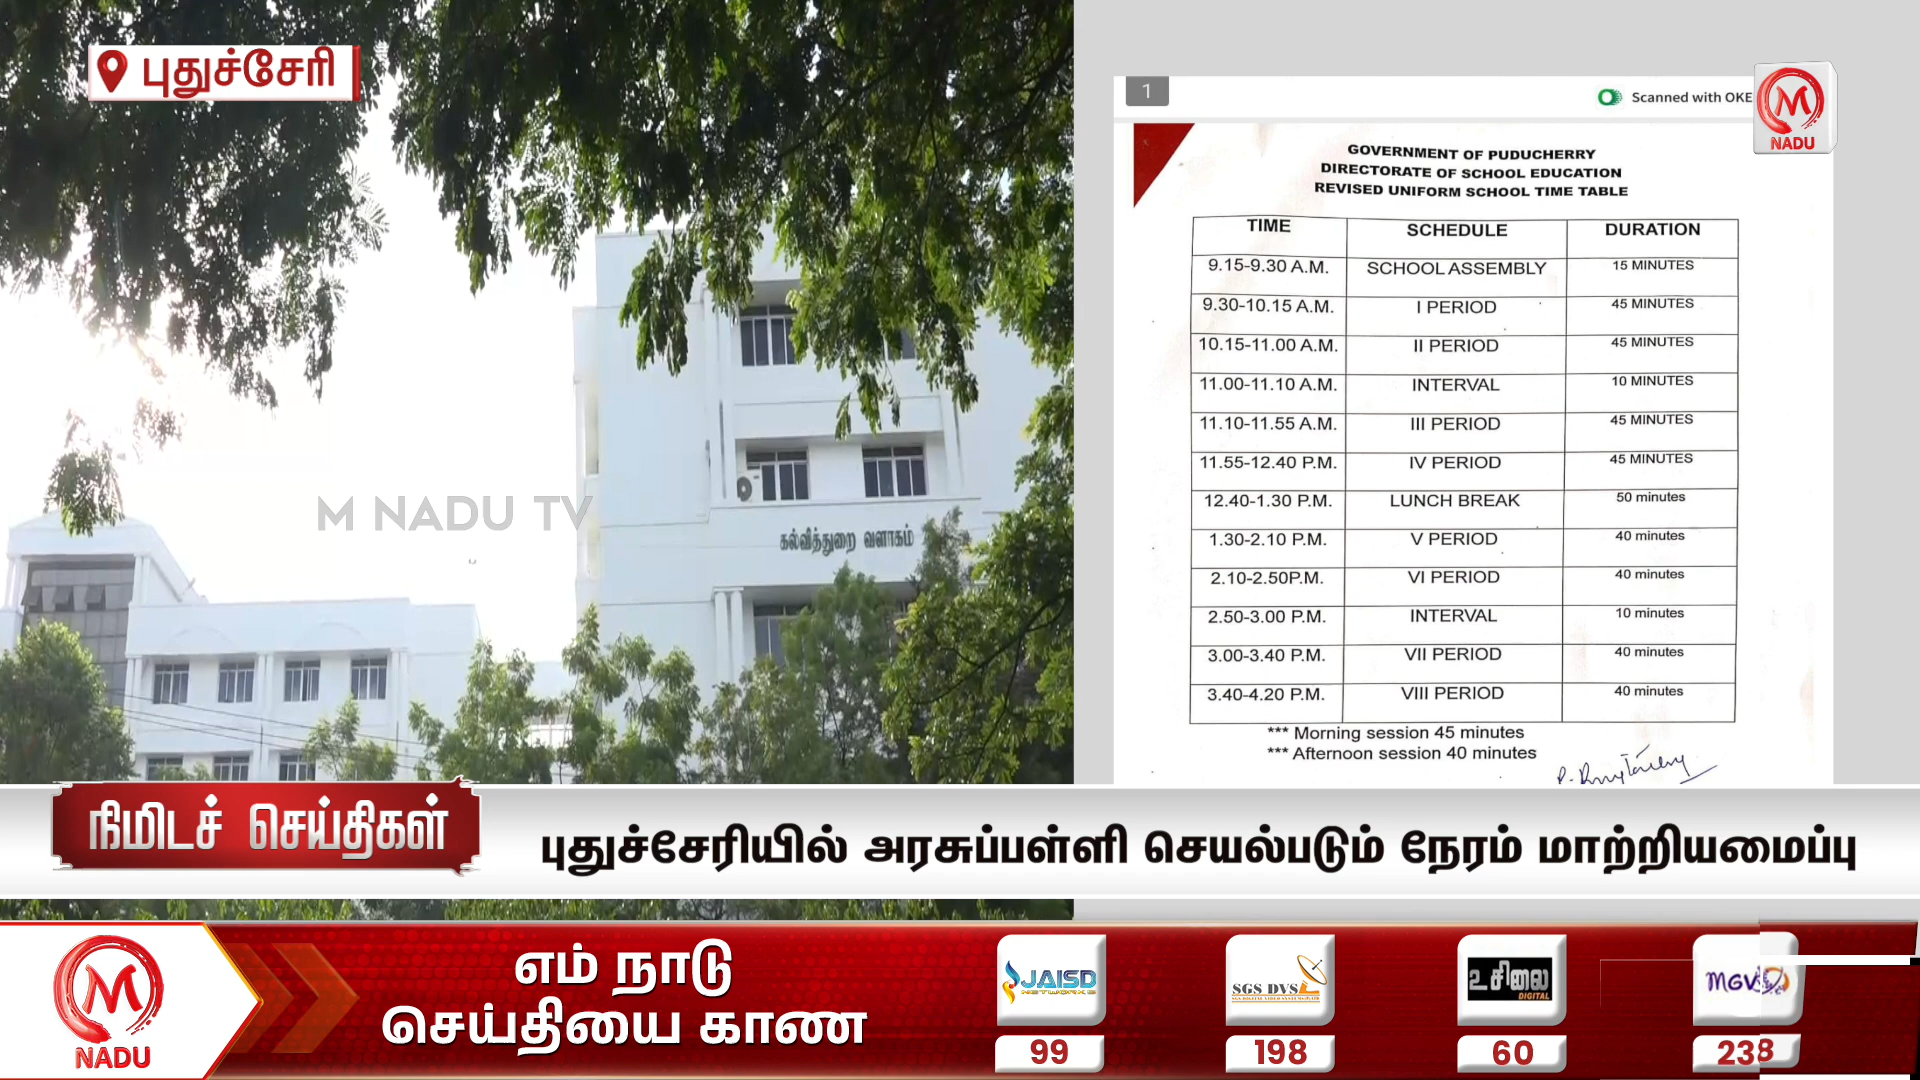 புதுச்சேரி
1
Scanned with OKE
M
NADU
GOVERNMENT OF PUDUCHERRY
DIRECTORATE OF SCHOOL EDUCATION
REVISED UNIFORM SCHOOL TIME TABLE
TIME SCHEDULE DURATION
9.15-9.30 A.M. SCHOOL ASSEMBLY 15 MINUTES
9.30-10.15 A.M. I PERIOD 45 MINUTES
10.15-11.00 A.M. II PERIOD 45 MINUTES
11.00-11.10 A.M. INTERVAL 10 MINUTES
11.10-11.55 A.M. III PERIOD 45 MINUTES
11.55-12.40 P.M. IV PERIOD 45 MINUTES
12.40-1.30 P.M. LUNCH BREAK 50 minutes
1.30-2.10 P.M. V PERIOD 40 minutes
2.10-2.50P.M. VI PERIOD 40 minutes
2.50-3.00 P.M. INTERVAL 10 minutes
3.00-3.40 P.M. VII PERIOD 40 minutes
3.40-4.20 P.M. VIII PERIOD 40 minutes
*** Morning session 45 minutes
*** Afternoon session 40 minutes
M NADU TV
கல்வித்துறை வளாகம்
நிமிடச் செய்திகள்
புதுச்சேரியில் அரசுப்பள்ளி செயல்படும் நேரம் மாற்றியமைப்பு
M
NADU
எம் நாடு
செய்தியை காண
JAISD
NETWORKS
99
SGS DVS
198
உசிலை
DIGITAL
60
MGV
238